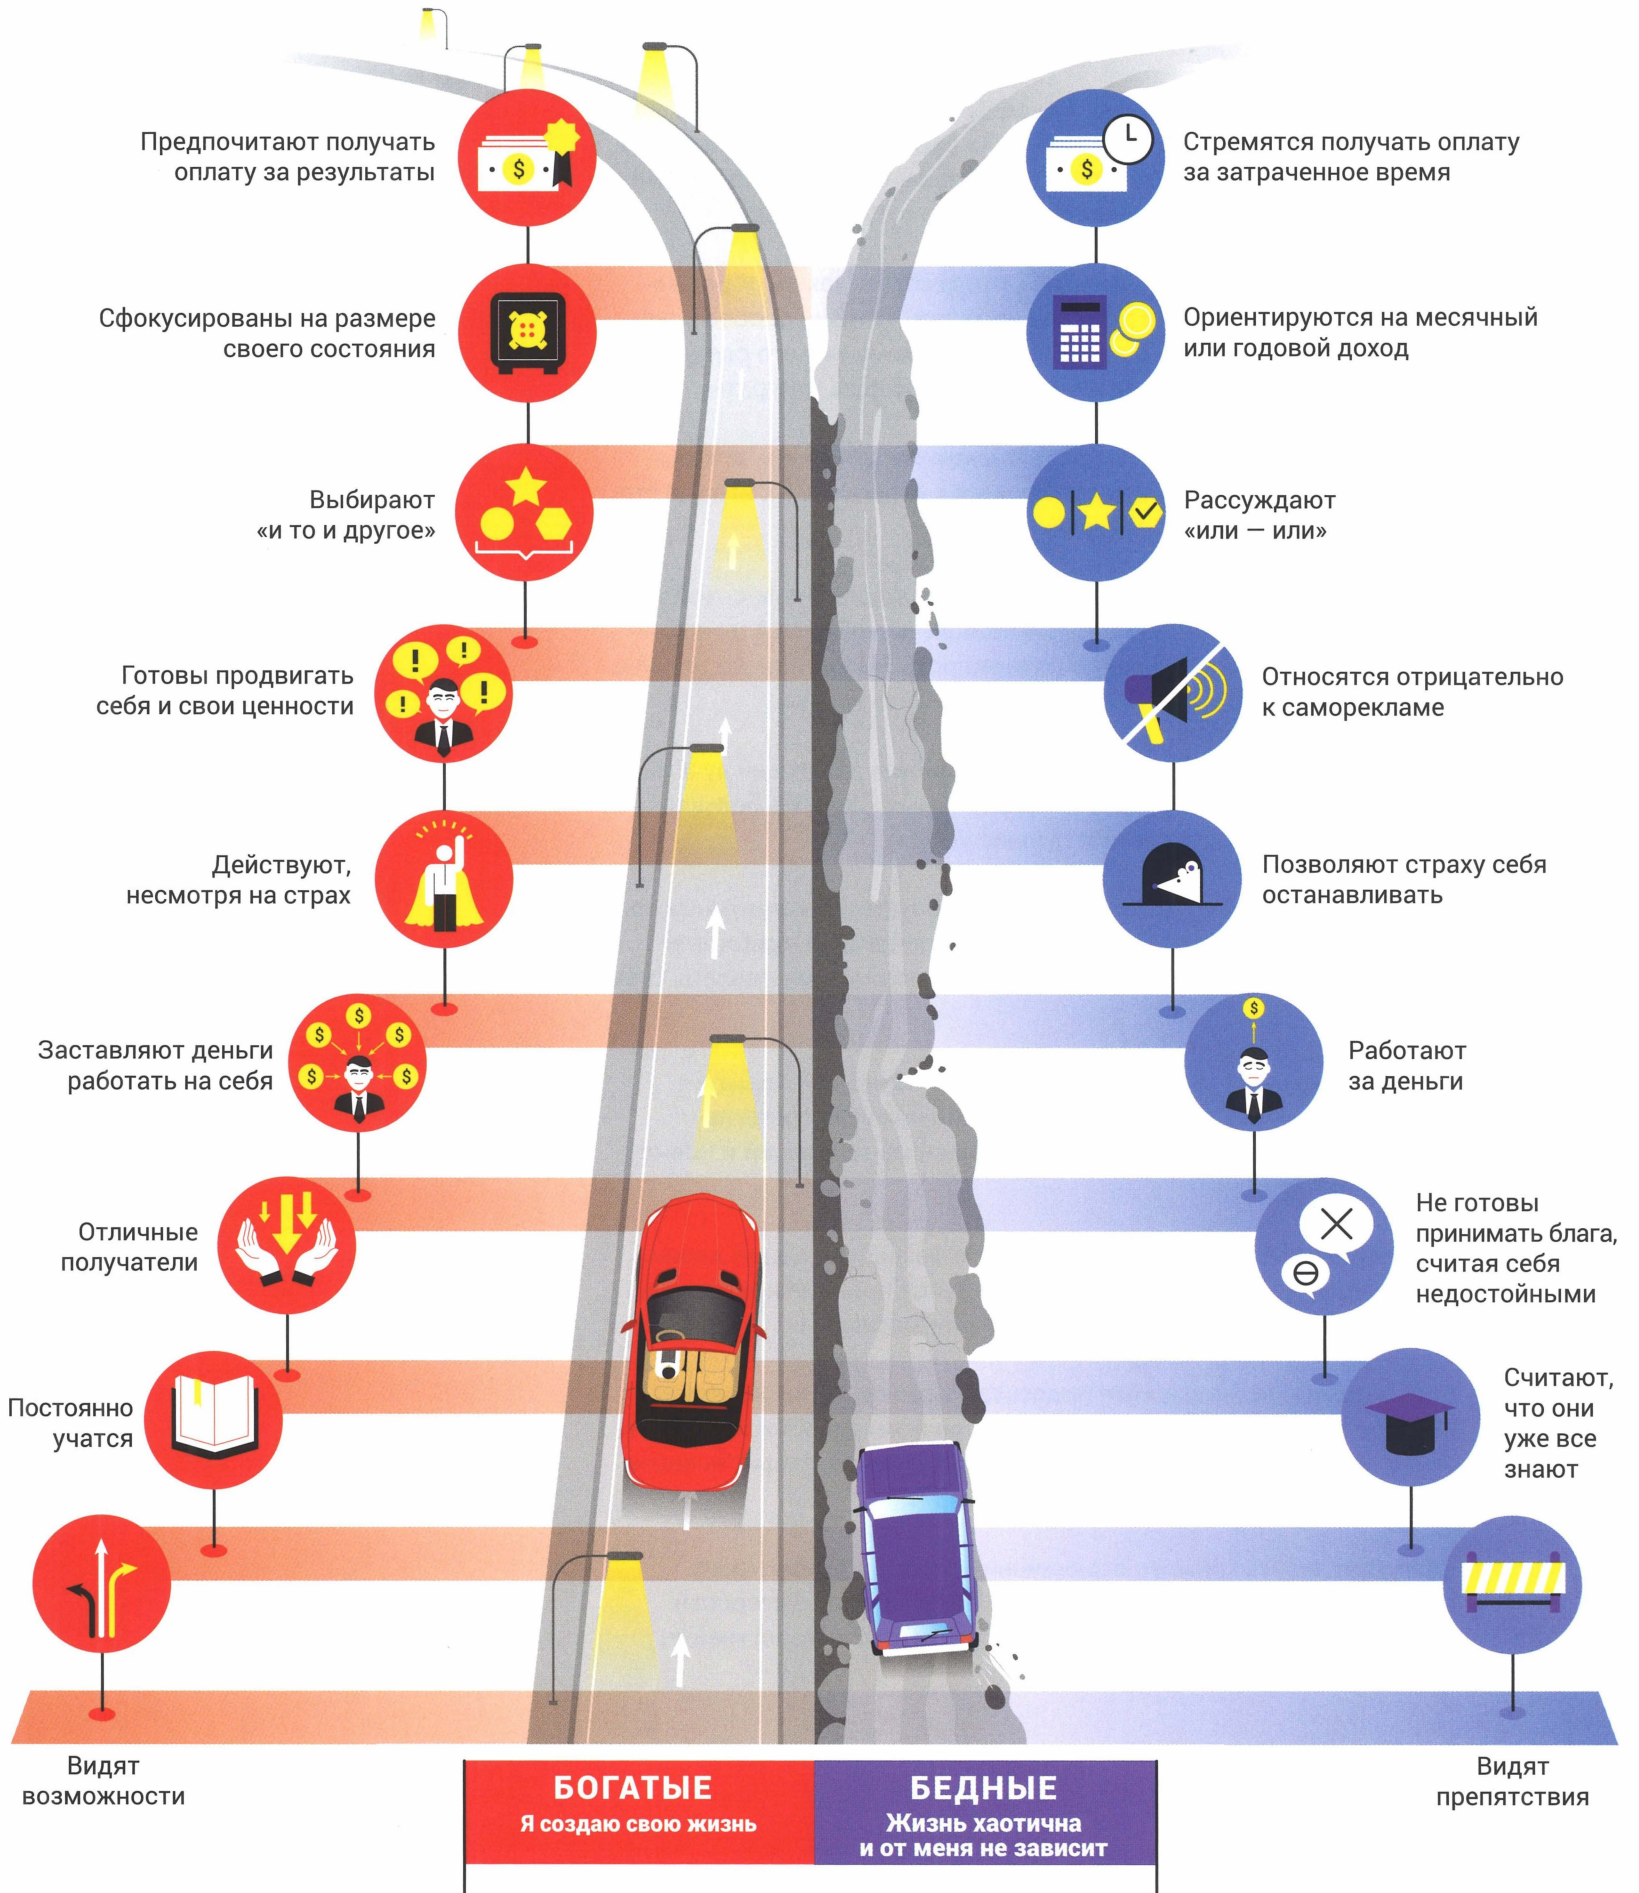 Предпочитают получать
оплату за результаты
Стремятся получать оплату
за затраченное время
Сфокусированы на размере
своего состояния
Ориентируются на месячный
или годовой доход
Выбирают
«и то и другое»
Рассуждают
«или — или»
Готовы продвигать
себя и свои ценности
Относятся отрицательно
к саморекламе
Действуют,
несмотря на страх
Позволяют страху себя
останавливать
Заставляют деньги
работать на себя
Работают
за деньги
Отличные
получатели
Не готовы
принимать блага,
считая себя
недостойными
Постоянно
учатся
Считают,
что они
уже все
знают
Видят
возможности
Видят
препятствия
БОГАТЫЕ
Я создаю свою жизнь
БЕДНЫЕ
Жизнь хаотична
и от меня не зависит